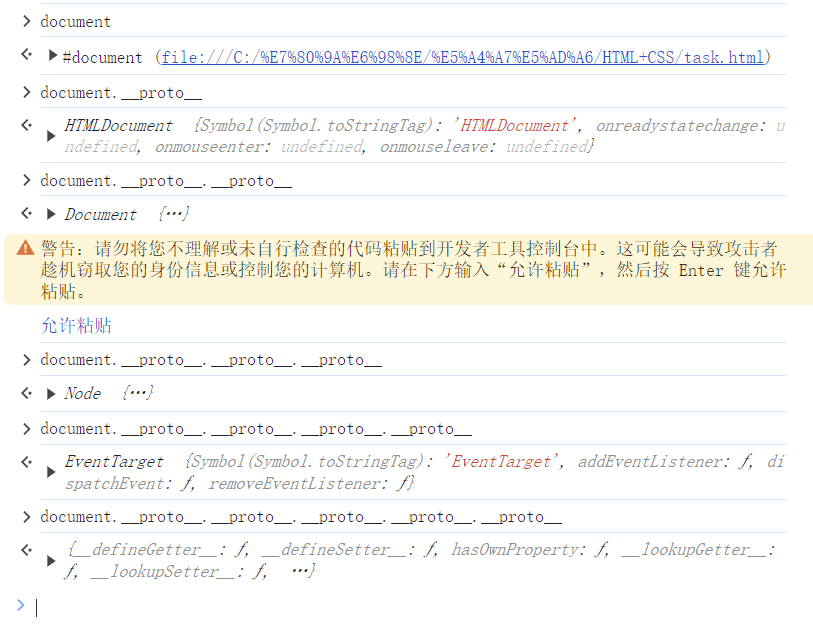 > document
#document (file:///C:/%E7%80%9A%E6%98%8E/%E5%A4%A7%E5%AD%A6/HTML+CSS/task.html)
> document.__proto__
HTMLDocument {Symbol(Symbol.toStringTag): 'HTMLDocument', onreadystatechange: u
ndefined, onmouseenter: undefined, onmouseleave: undefined}
> document.__proto__.__proto__
Document {…}
警告：请勿将您不理解或未自行检查的代码粘贴到开发者工具控制台中。这可能会导致攻击者
趁机窃取您的身份信息或控制您的计算机。请在下方输入“允许粘贴”，然后按 Enter 键允许
粘贴。
允许粘贴
> document.__proto__.__proto__.__proto__
Node {…}
> document.__proto__.__proto__.__proto__.__proto__
EventTarget {Symbol(Symbol.toStringTag): 'EventTarget', addEventListener: ƒ, di
spatchEvent: ƒ, removeEventListener: ƒ}
> document.__proto__.__proto__.__proto__.__proto__.__proto__
{__defineGetter__: ƒ, __defineSetter__: ƒ, hasOwnProperty: ƒ, __lookupGetter__:
ƒ, __lookupSetter__: ƒ, …}
>